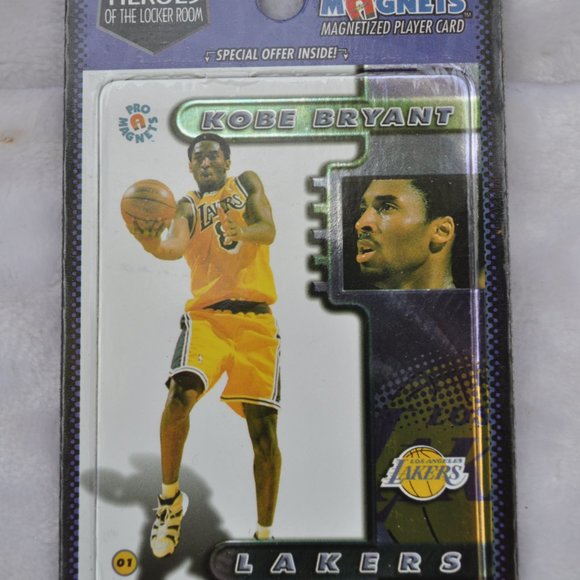 HEROES
OF THE LOCKER ROOM
MAGNETS
MAGNETIZED PLAYER CARD
SPECIAL OFFER INSIDE!
PRO
MAGNETS
KOBE BRYANT
LAKERS
8
LOS
LOS ANGELES
LAKERS
01
LAKERS